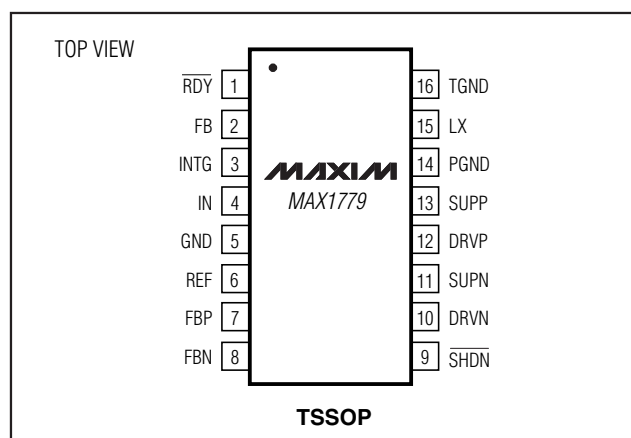 TOP VIEW
RDY 1
FB 2
INTG 3
IN 4
GND 5
REF 6
FBP 7
FBN 8
MAXIM
MAX1779
16 TGND
15 LX
14 PGND
13 SUPP
12 DRVP
11 SUPN
10 DRVN
9 SHDN
TSSOP